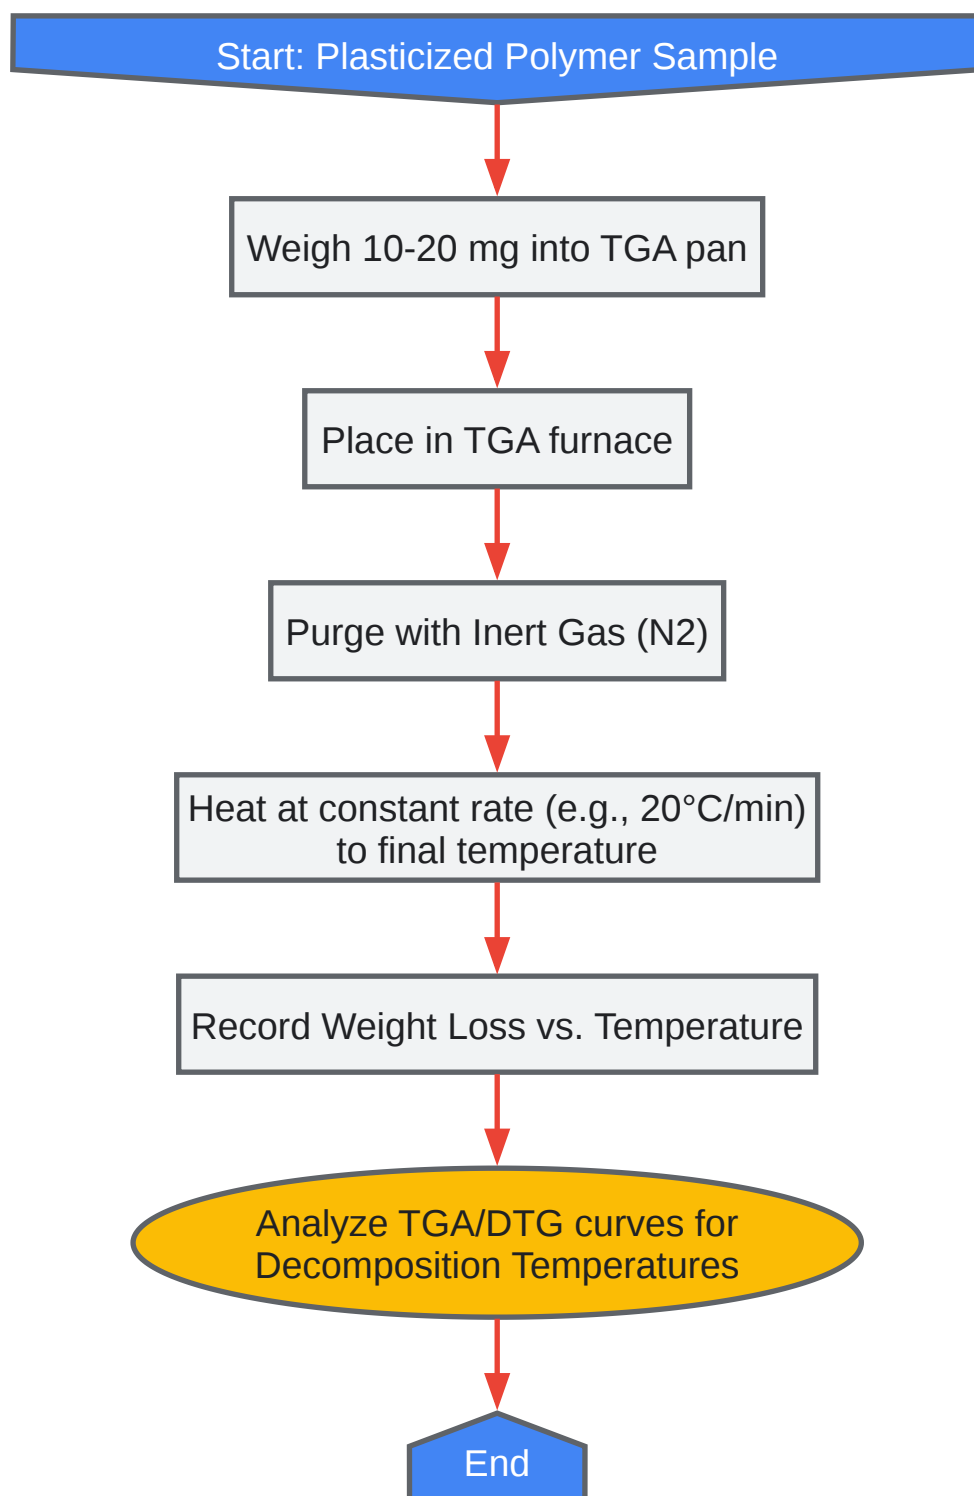 Start: Plasticized Polymer Sample
Weigh 10-20 mg into TGA pan
Place in TGA furnace
Purge with Inert Gas (N2)
Heat at constant rate (e.g., 20°C/min)
to final temperature
Record Weight Loss vs. Temperature
Analyze TGA/DTG curves for
Decomposition Temperatures
End